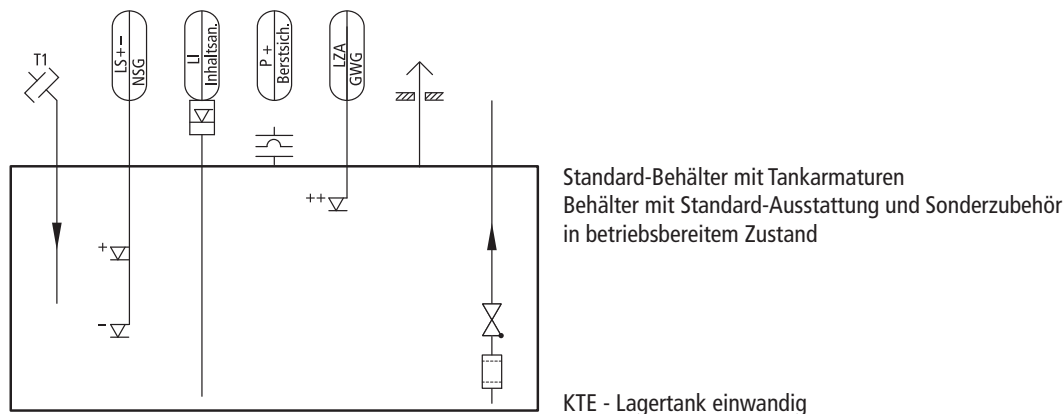 T1
LS+-
NSG
LI
Inhaltsan.
P +
Berstsich.
LZA
GWG
++
+
-
Standard-Behälter mit Tankarmaturen
Behälter mit Standard-Ausstattung und Sonderzubehör
in betriebsbereitem Zustand
KTE - Lagertank einwandig